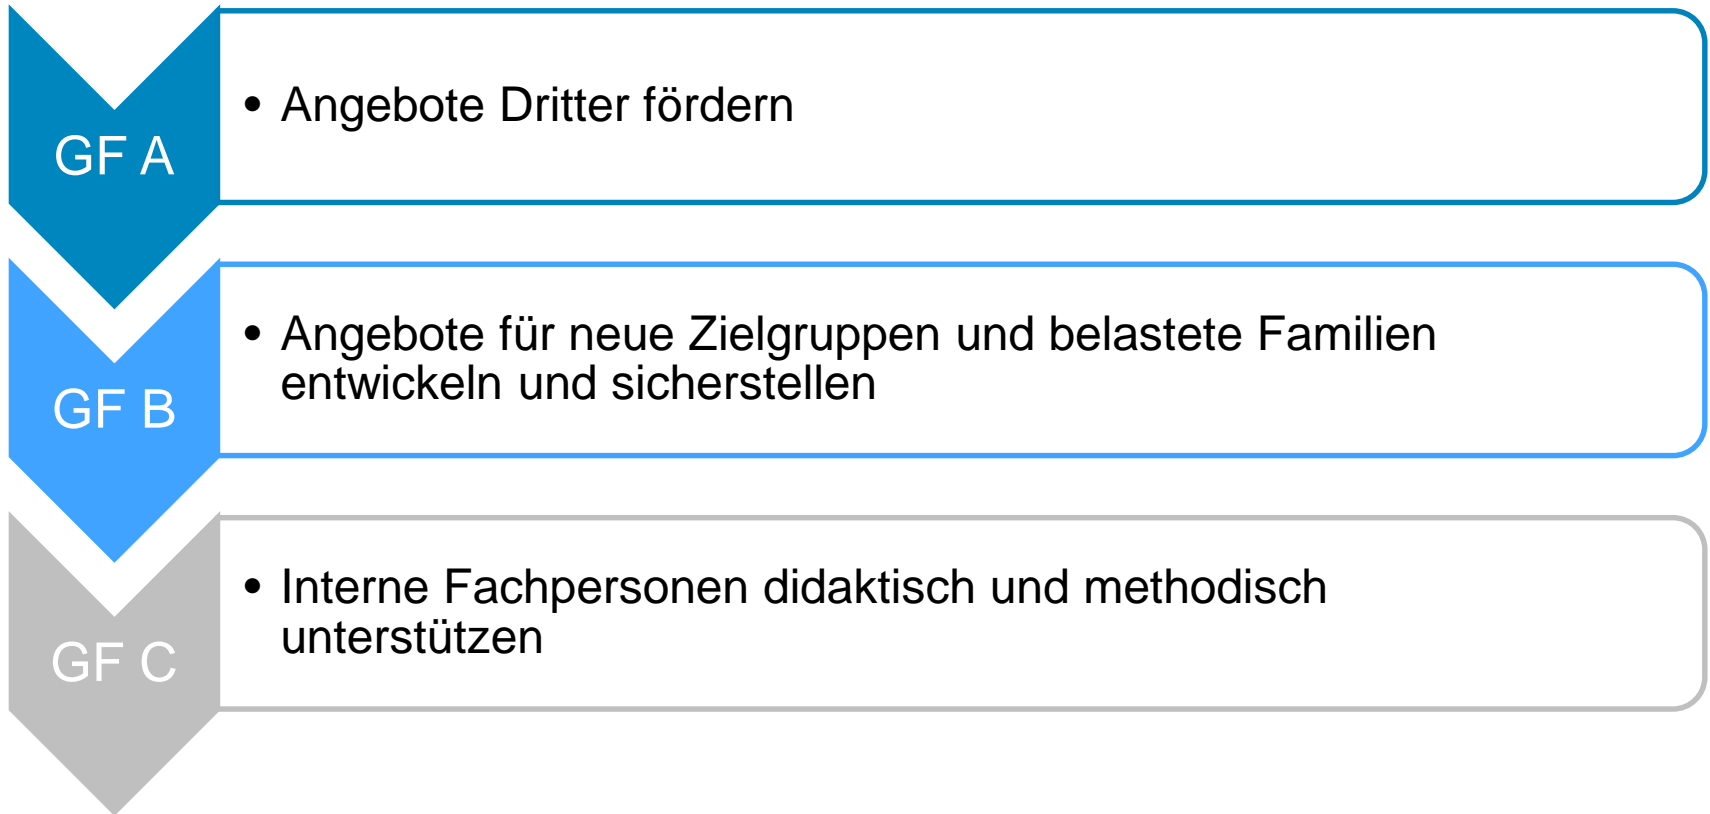 GF A
• Angebote Dritter fördern
GF B
• Angebote für neue Zielgruppen und belastete Familien
entwickeln und sicherstellen
GF C
• Interne Fachpersonen didaktisch und methodisch
unterstützen